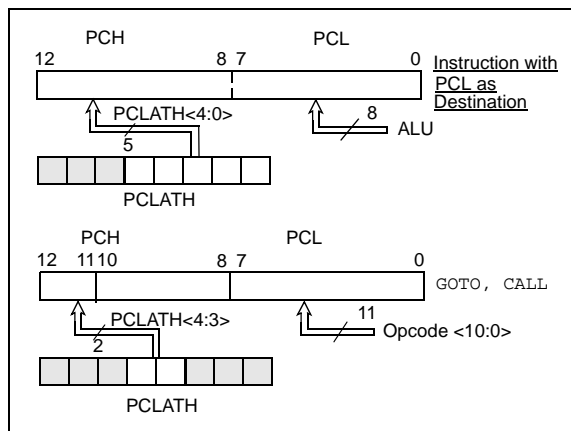 PCH PCL
12 8 7 0
Instruction with
PCL as
Destination
PCLATH<4:0>
8
ALU
5
PCLATH
PCH PCL
12 11 10 8 7 0
GOTO, CALL
PCLATH<4:3>
11
Opcode <10:0>
2
PCLATH